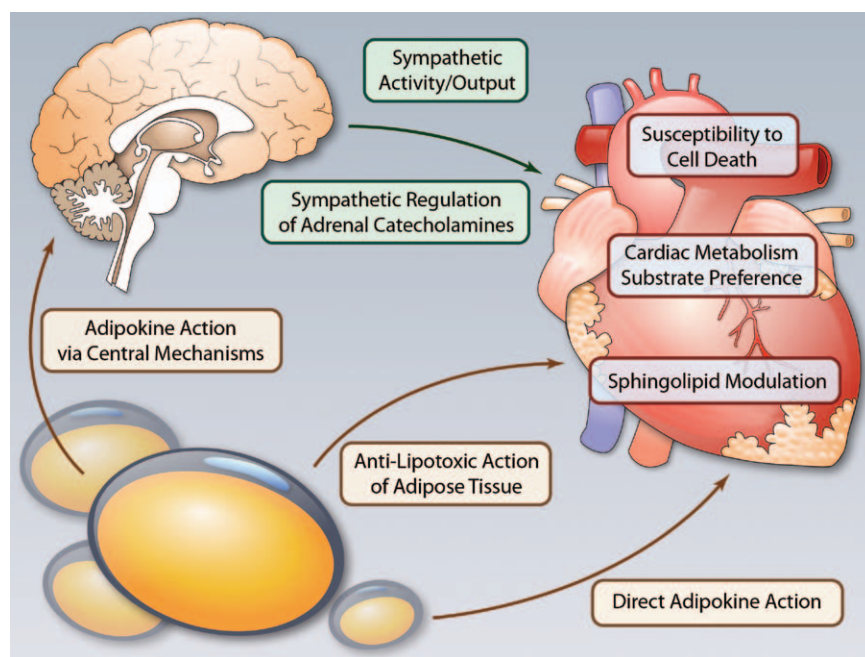 Sympathetic
Activity/Output
Susceptibility to
Cell Death
Sympathetic Regulation
of Adrenal Catecholamines
Cardiac Metabolism
Substrate Preference
Adipokine Action
via Central Mechanisms
Sphingolipid Modulation
Anti-Lipotoxic Action
of Adipose Tissue
Direct Adipokine Action